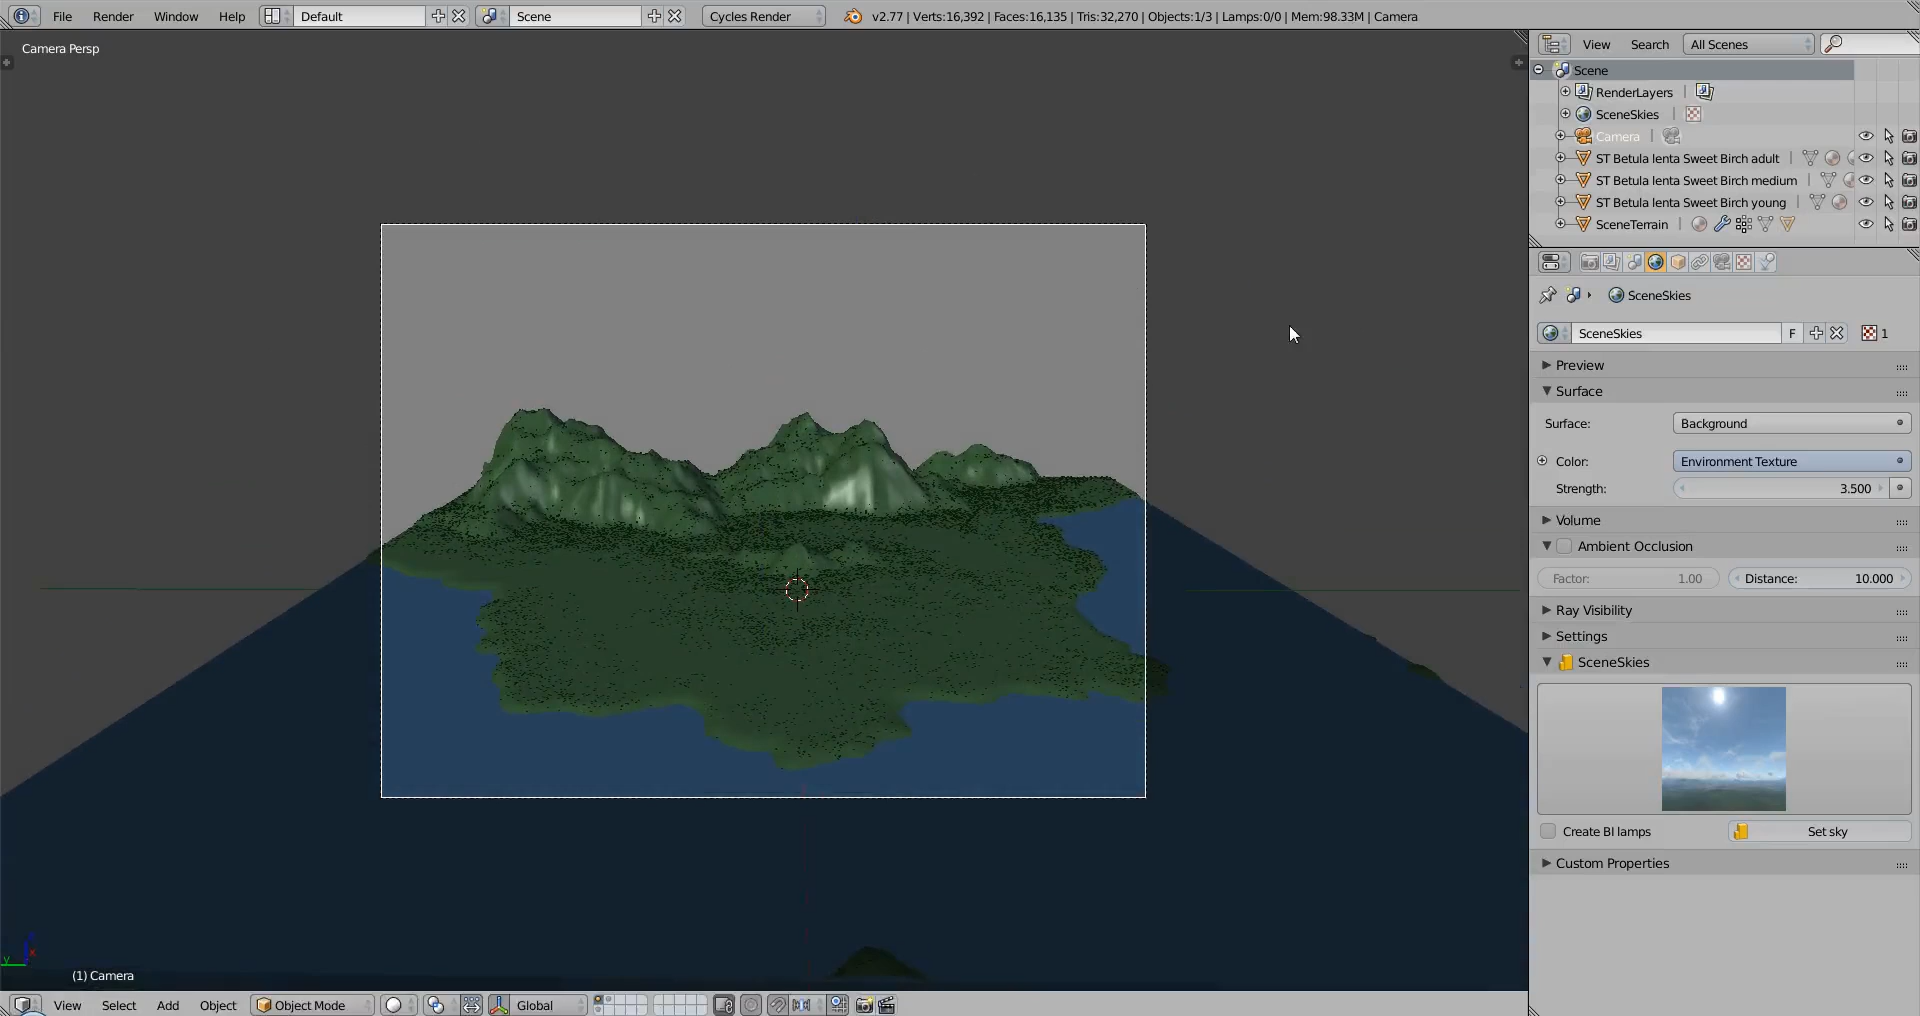 File Render Window Help Default Scene Cycles Render v2.77 | Verts:16,392 | Faces:16,135 | Tris:32,270 | Objects:1/3 | Lamps:0/0 | Mem:98.33M | Camera
Camera Persp
View Search All Scenes
Scene
RenderLayers
SceneSkies
Camera
ST Betula lenta Sweet Birch adult
ST Betula lenta Sweet Birch medium
ST Betula lenta Sweet Birch young
SceneTerrain
SceneSkies
SceneSkies F 1
Preview
Surface
Surface: Background
Color: Environment Texture
Strength: 3.500
Volume
Ambient Occlusion
Factor: 1.00 Distance: 10.000
Ray Visibility
Settings
SceneSkies
Create BI lamps Set sky
Custom Properties
z
x
y
(1) Camera
View Select Add Object Object Mode Global